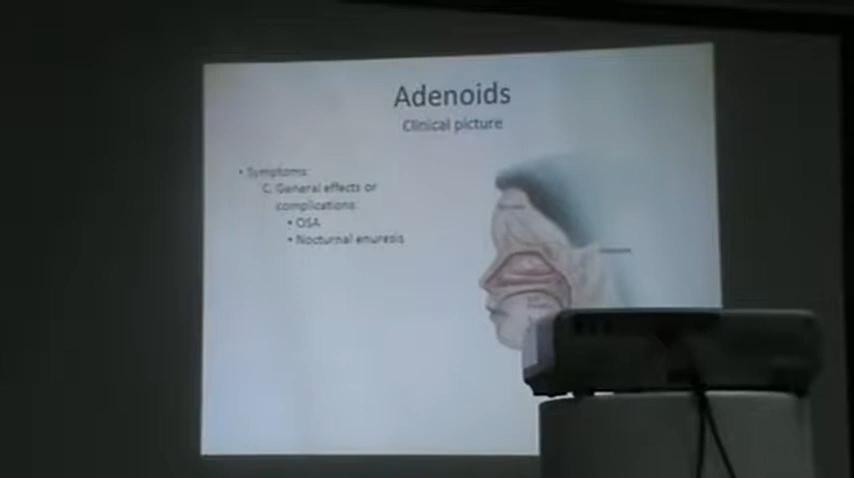 Adenoids
Clinical picture
• Symptoms:
C. General effects or
complications:
• OSA
• Nocturnal enuresis